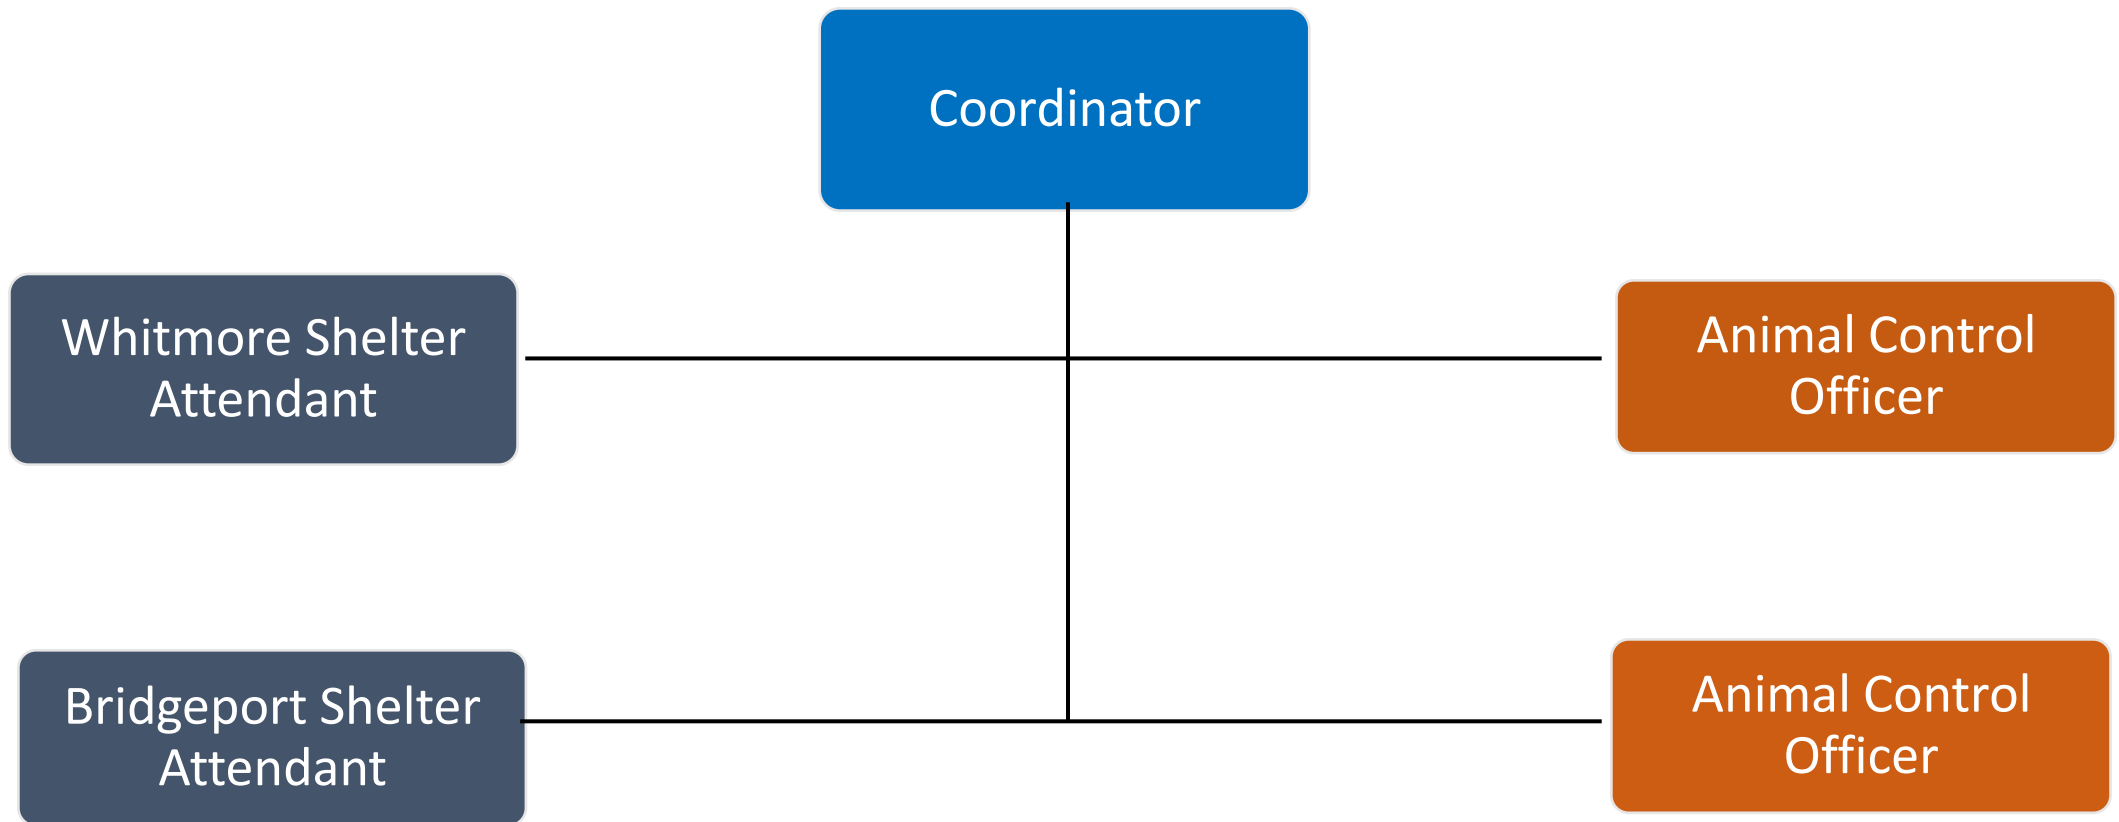 Coordinator
Whitmore Shelter
Attendant
Animal Control
Officer
Bridgeport Shelter
Attendant
Animal Control
Officer